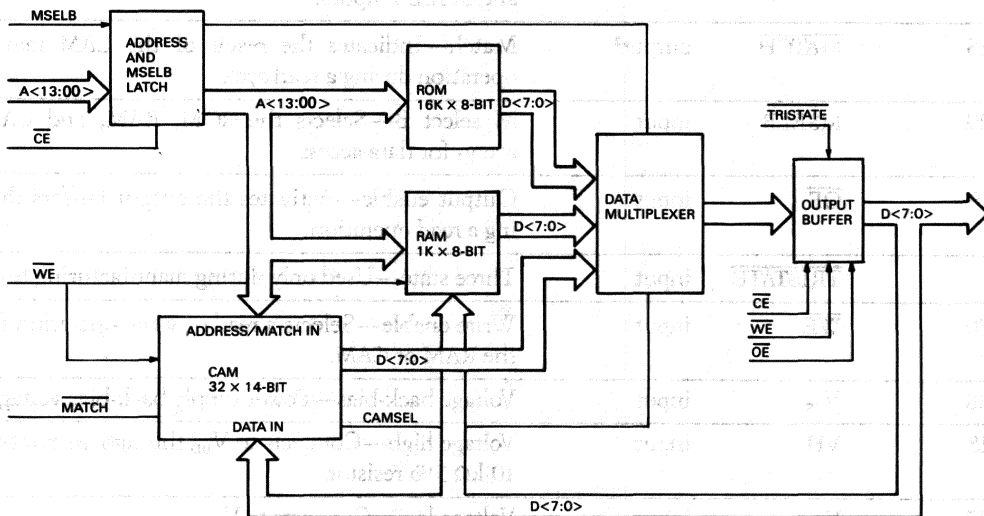 MSELB
ADDRESS
AND
MSELB
LATCH
A<13:00>
CE
A<13:00>
ROM
16K × 8-BIT
D<7:0>
RAM
1K × 8-BIT
D<7:0>
WE
ADDRESS/MATCH IN
CAM
32 × 14-BIT
DATA IN
D<7:0>
MATCH
CAMSEL
DATA
MULTIPLEXER
TRISTATE
OUTPUT
BUFFER
D<7:0>
CE
WE
OE
D<7:0>